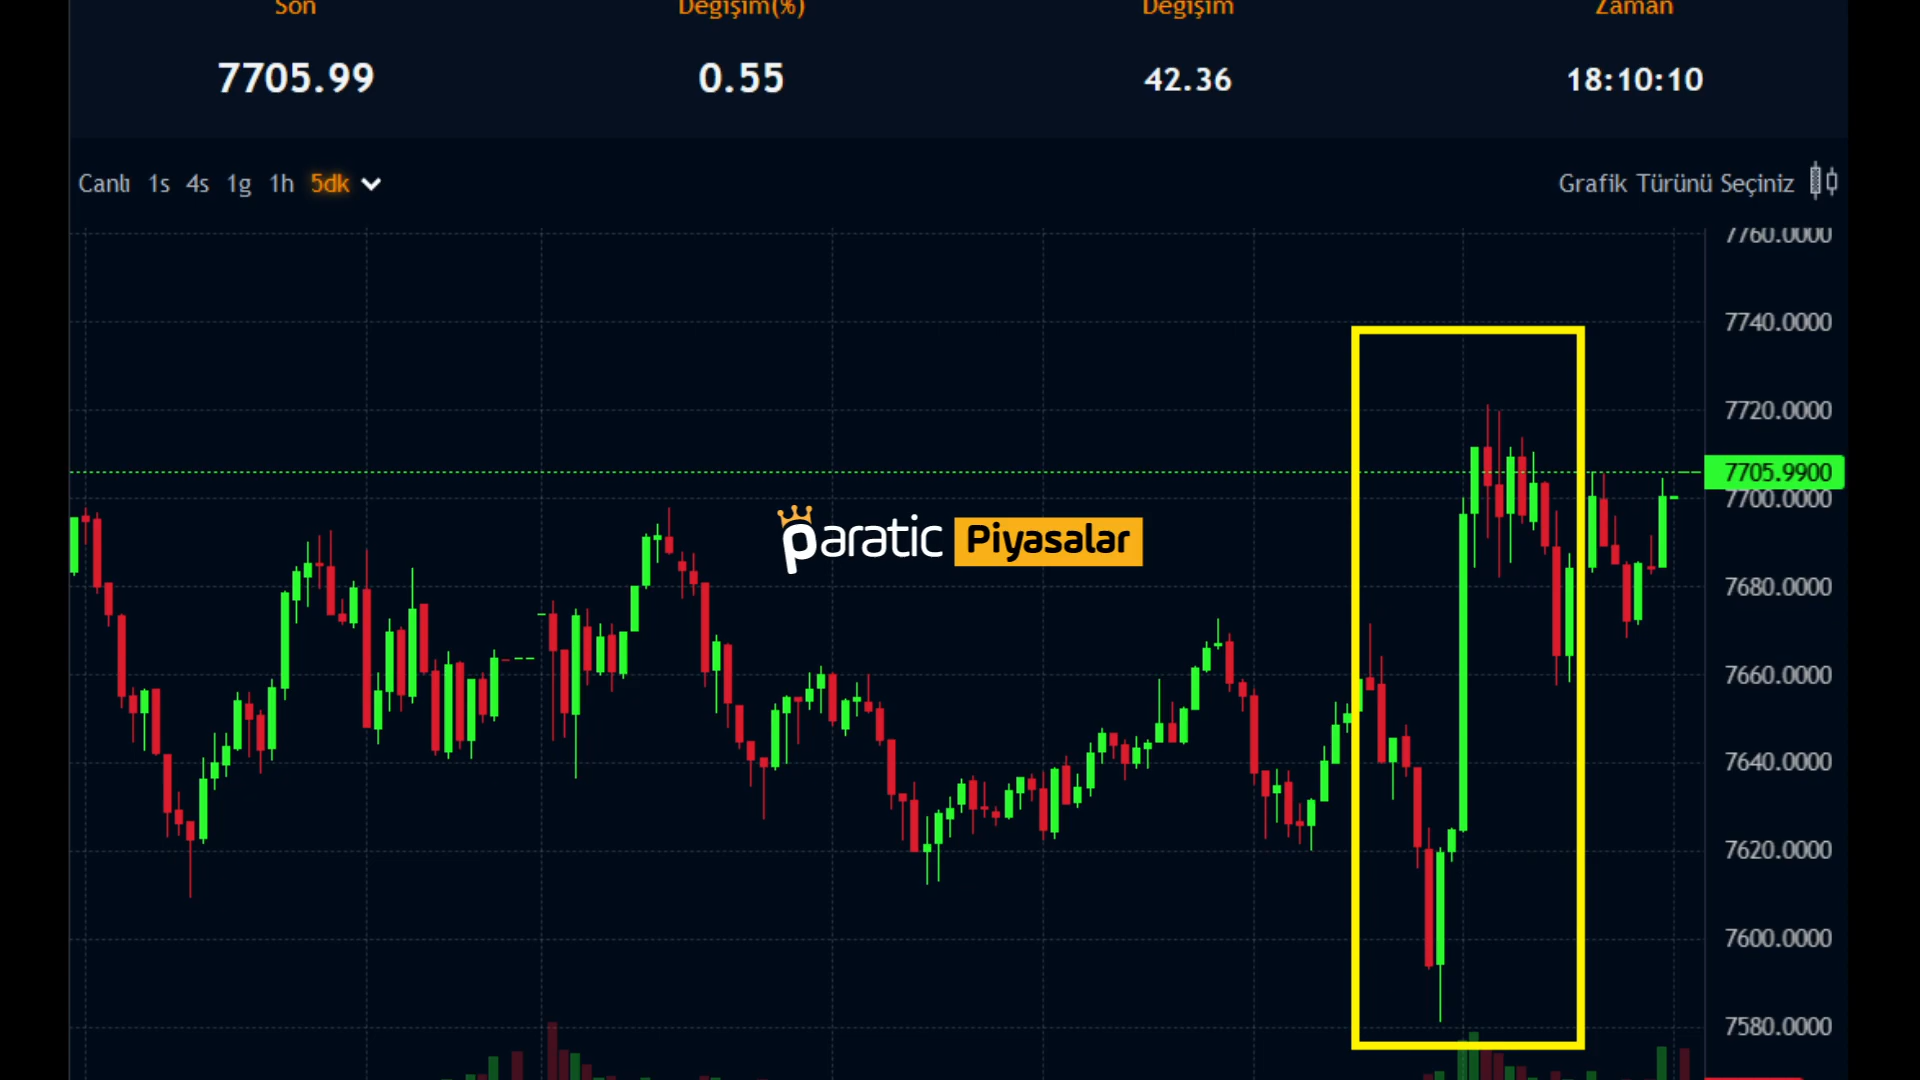 Son Değişim(%) Değişim Zaman
7705.99 0.55 42.36 18:10:10
Canlı 1s 4s 1g 1h 5dk Grafik Türünü Seçiniz
7760.0000
7740.0000
7720.0000
7705.9900
7700.0000
paratic Piyasalar
7680.0000
7660.0000
7640.0000
7620.0000
7600.0000
7580.0000